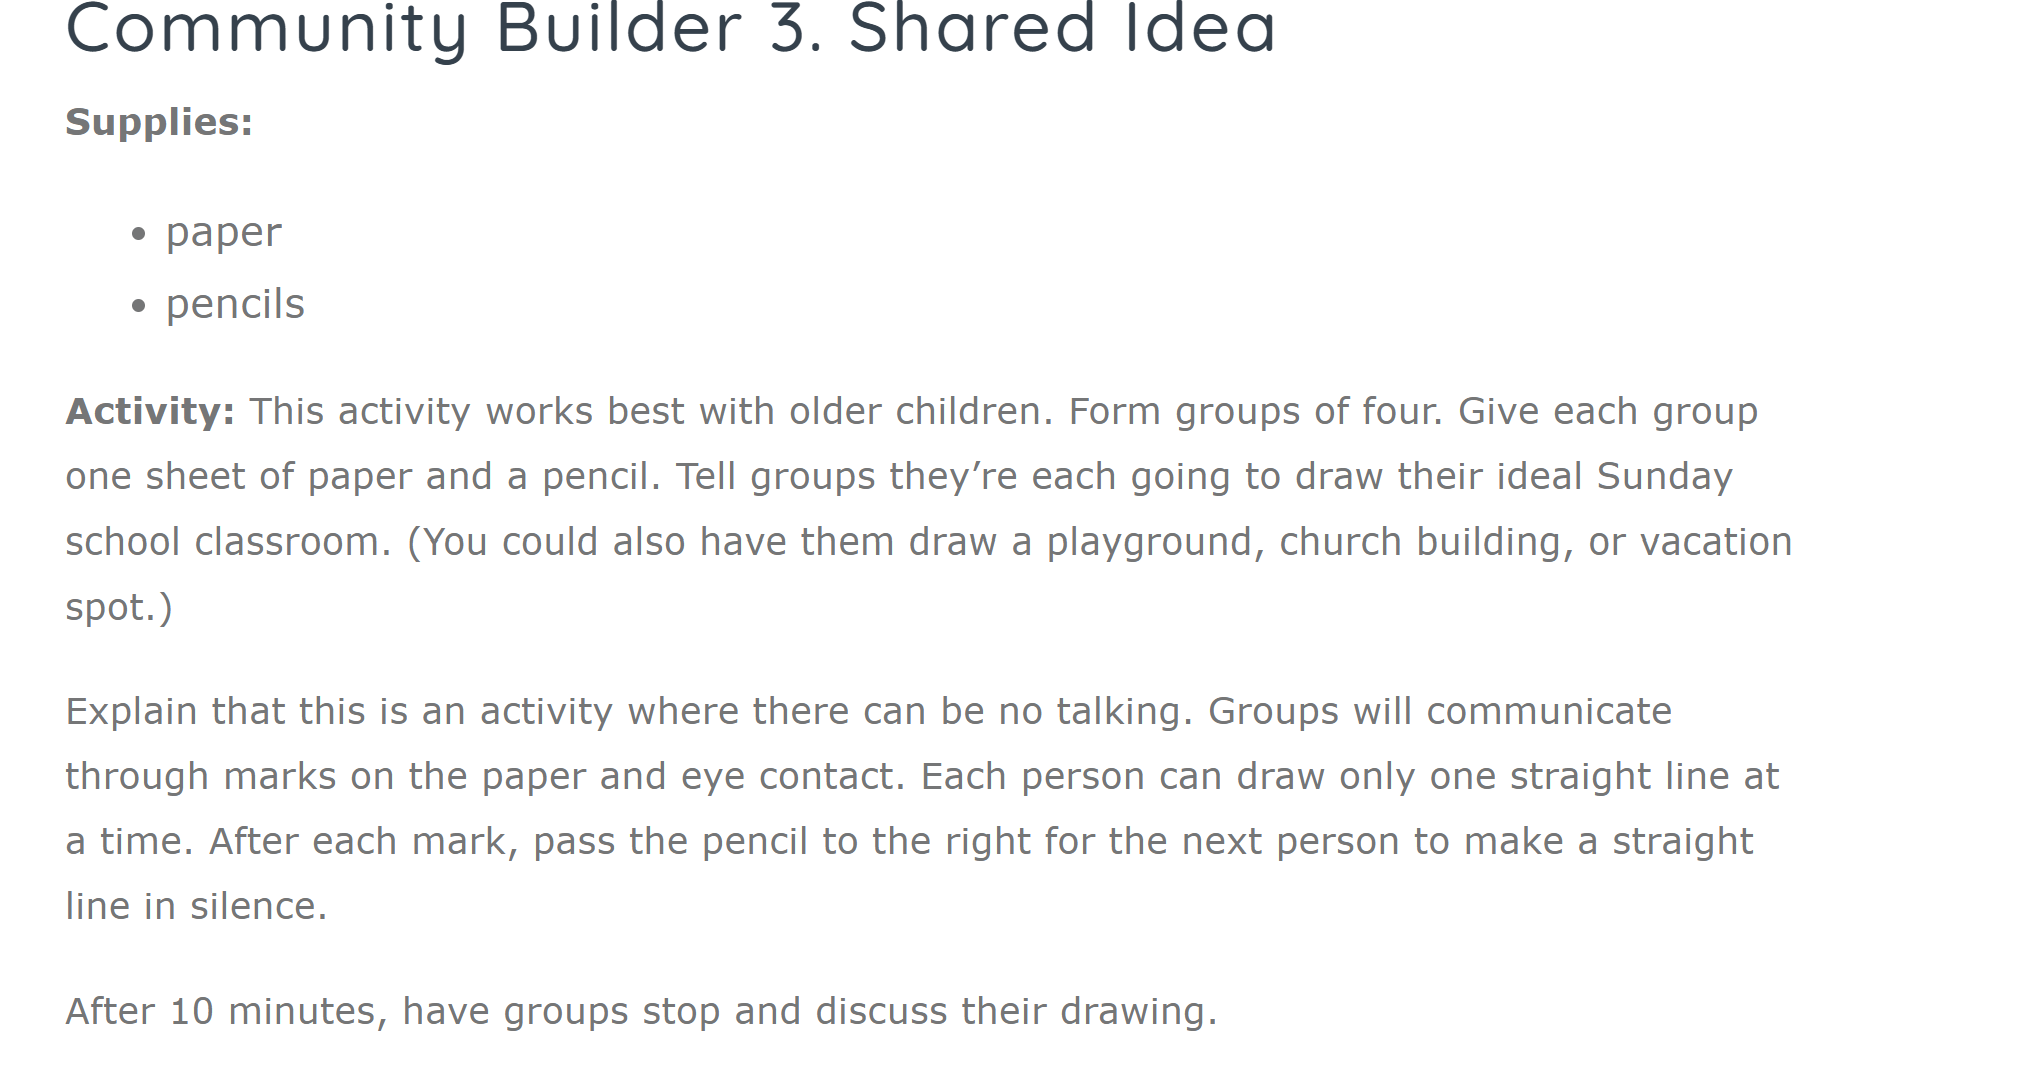 Community Builder 3. Shared Idea
Supplies:
• paper
• pencils
Activity: This activity works best with older children. Form groups of four. Give each group
one sheet of paper and a pencil. Tell groups they’re each going to draw their ideal Sunday
school classroom. (You could also have them draw a playground, church building, or vacation
spot.)
Explain that this is an activity where there can be no talking. Groups will communicate
through marks on the paper and eye contact. Each person can draw only one straight line at
a time. After each mark, pass the pencil to the right for the next person to make a straight
line in silence.
After 10 minutes, have groups stop and discuss their drawing.